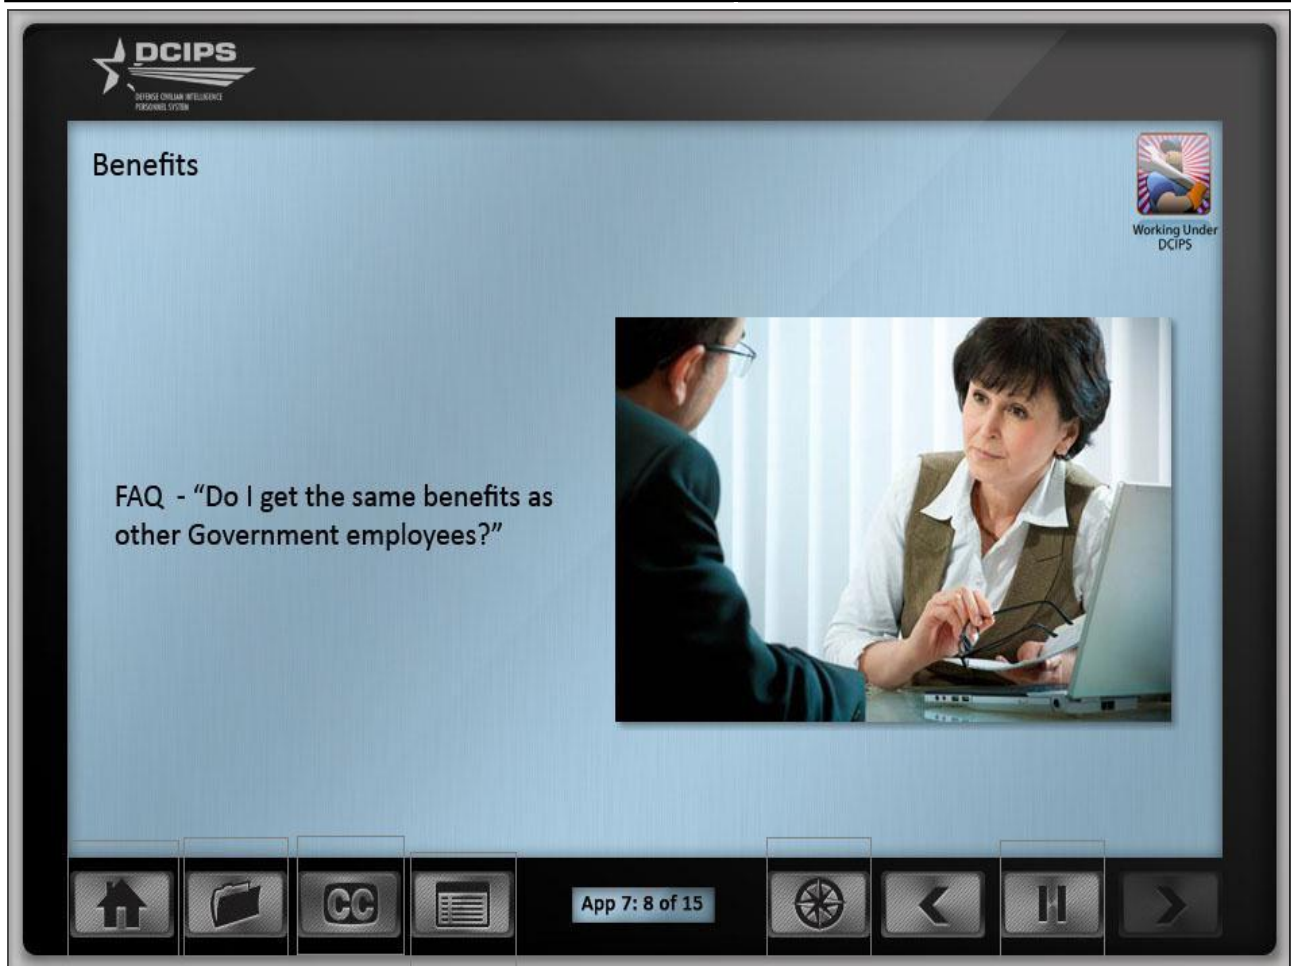 DCIPS
DEFENSE CIVILIAN INTELLIGENCE
PERSONNEL SYSTEM
Benefits
Working Under
DCIPS
FAQ - “Do I get the same benefits as
other Government employees?”
CC
App 7: 8 of 15